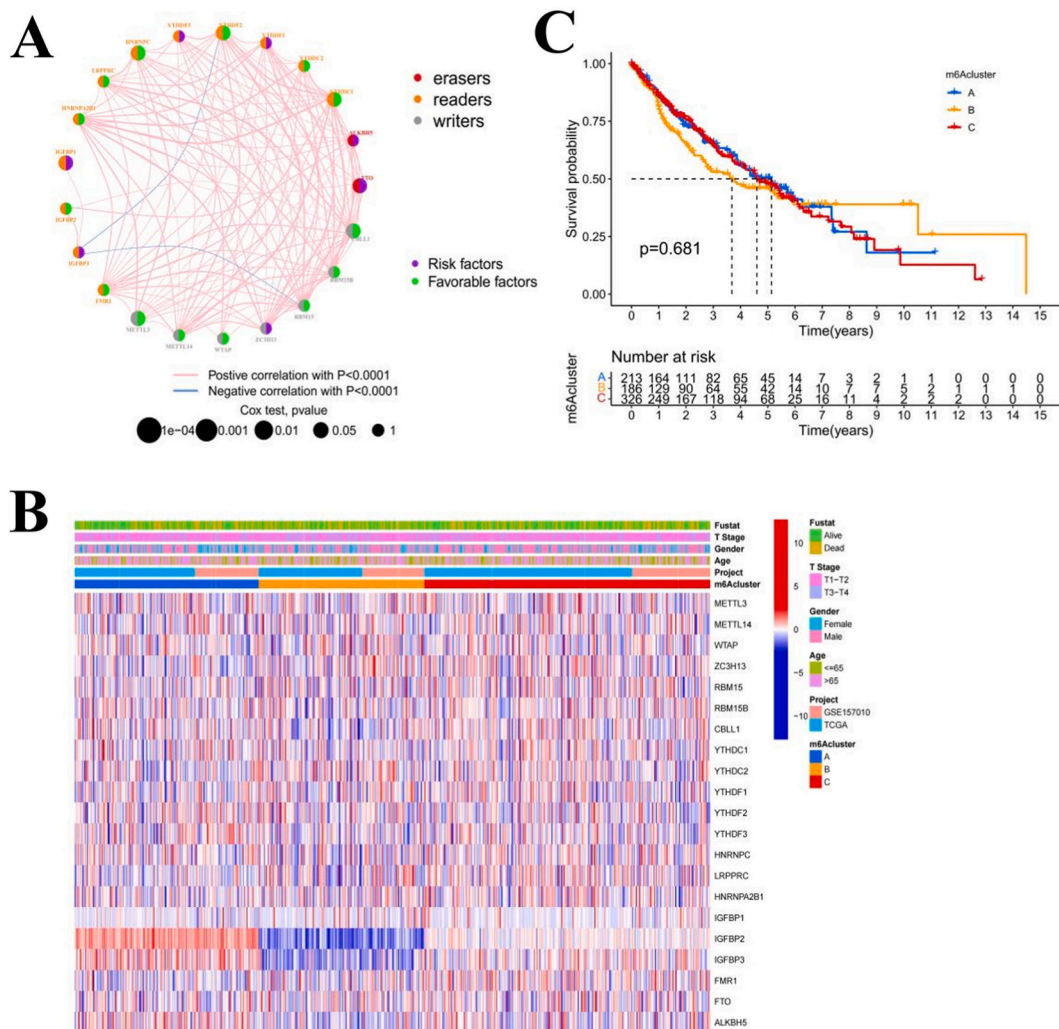 A
YTHDF3
YTHDF2
YTHDF1
HNRNPC
YTHDC2
LRPPRC
YTHDC1
HNRNPA2B1
ALKBH5
IGFBP1
FTO
IGFBP2
CBLL1
IGFBP3
RBM15B
FMR1
RBM15
METTL3
ZC3H13
METTL14
WTAP
erasers
readers
writers
Risk factors
Favorable factors
Postive correlation with P<0.0001
Negative correlation with P<0.0001
Cox test, pvalue
1e-04 0.001 0.01 0.05 1
C
m6Acluster
A
B
C
Survival probability
1.00
0.75
0.50
0.25
0.00
p=0.681
0 1 2 3 4 5 6 7 8 9 10 11 12 13 14 15
Time(years)
Number at risk
m6Acluster
A 213 164 111 82 65 45 14 7 3 2 1 1 0 0 0 0
B 186 129 90 64 55 42 14 10 7 7 5 2 1 1 1 0
C 326 249 167 118 94 68 25 16 11 4 2 2 2 0 0 0
0 1 2 3 4 5 6 7 8 9 10 11 12 13 14 15
Time(years)
B
Fustat
T Stage
Gender
Age
Project
m6Acluster
METTL3
METTL14
WTAP
ZC3H13
RBM15
RBM15B
CBLL1
YTHDC1
YTHDC2
YTHDF1
YTHDF2
YTHDF3
HNRNPC
LRPPRC
HNRNPA2B1
IGFBP1
IGFBP2
IGFBP3
FMR1
FTO
ALKBH5
10
5
0
−5
−10
Fustat
Alive
Dead
T Stage
T1−T2
T3−T4
Gender
Female
Male
Age
<=65
>65
Project
GSE157010
TCGA
m6Acluster
A
B
C